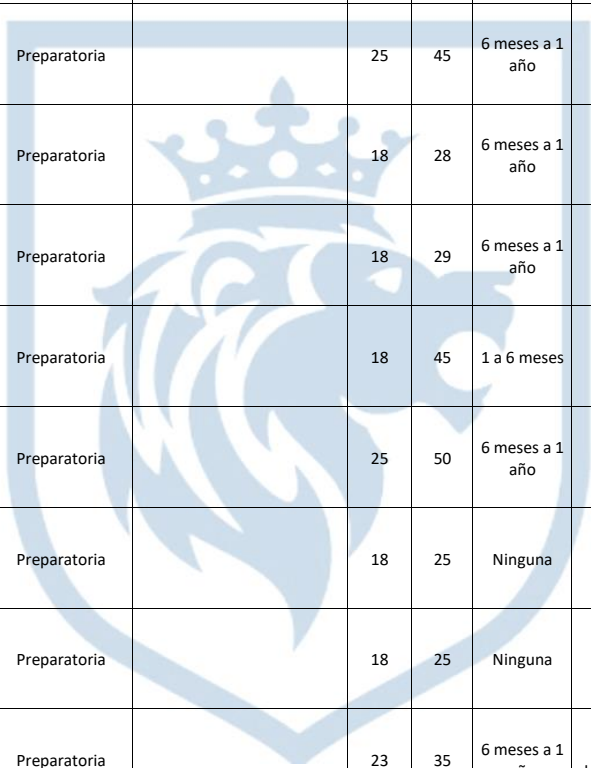 Preparatoria 25 45 6 meses a 1
año
Preparatoria 18 28 6 meses a 1
año
Preparatoria 18 29 6 meses a 1
año
Preparatoria 18 45 1 a 6 meses
Preparatoria 25 50 6 meses a 1
año
Preparatoria 18 25 Ninguna
Preparatoria 18 25 Ninguna
Preparatoria 23 35 6 meses a 1